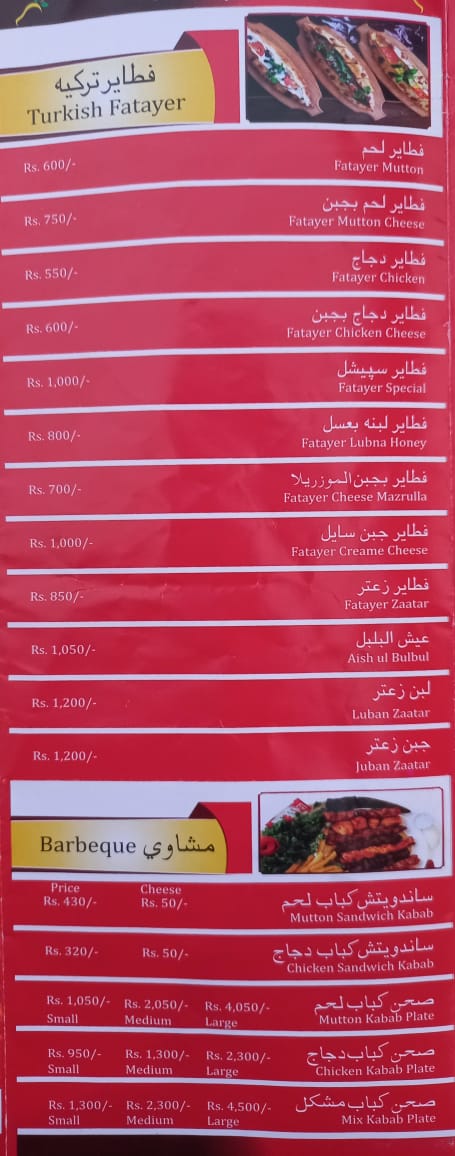 فطاير تركيه
Turkish Fatayer
فطاير لحم
Rs. 600/-
Fatayer Mutton
فطاير لحم بجبن
Rs. 750/-
Fatayer Mutton Cheese
فطاير دجاج
Rs. 550/-
Fatayer Chicken
فطاير دجاج بجبن
Rs. 600/-
Fatayer Chicken Cheese
فطاير سپیشل
Rs. 1,000/-
Fatayer Special
فطاير لبنه بعسل
Rs. 800/-
Fatayer Lubna Honey
فطاير بجبن الموزريلا
Rs. 700/-
Fatayer Cheese Mazrulla
فطاير جبن سايل
Rs. 1,000/-
Fatayer Creame Cheese
فطاير زعتر
Rs. 850/-
Fatayer Zaatar
عيش البلبل
Rs. 1,050/-
Aish ul Bulbul
لبن زعتر
Rs. 1,200/-
Luban Zaatar
جبن زعتر
Rs. 1,200/-
Juban Zaatar
Barbeque مشاوي
Price Cheese
Rs. 430/- Rs. 50/- ساندويتش كباب لحم
Mutton Sandwich Kabab
Rs. 320/- Rs. 50/- ساندويتش كباب دجاج
Chicken Sandwich Kabab
Rs. 1,050/- Rs. 2,050/- Rs. 4,050/- صحن كباب لحم
Small Medium Large Mutton Kabab Plate
Rs. 950/- Rs. 1,300/- Rs. 2,300/- صحن كباب دجاج
Small Medium Large Chicken Kabab Plate
Rs. 1,300/- Rs. 2,300/- Rs. 4,500/- صحن كباب مشكل
Small Medium Large Mix Kabab Plate